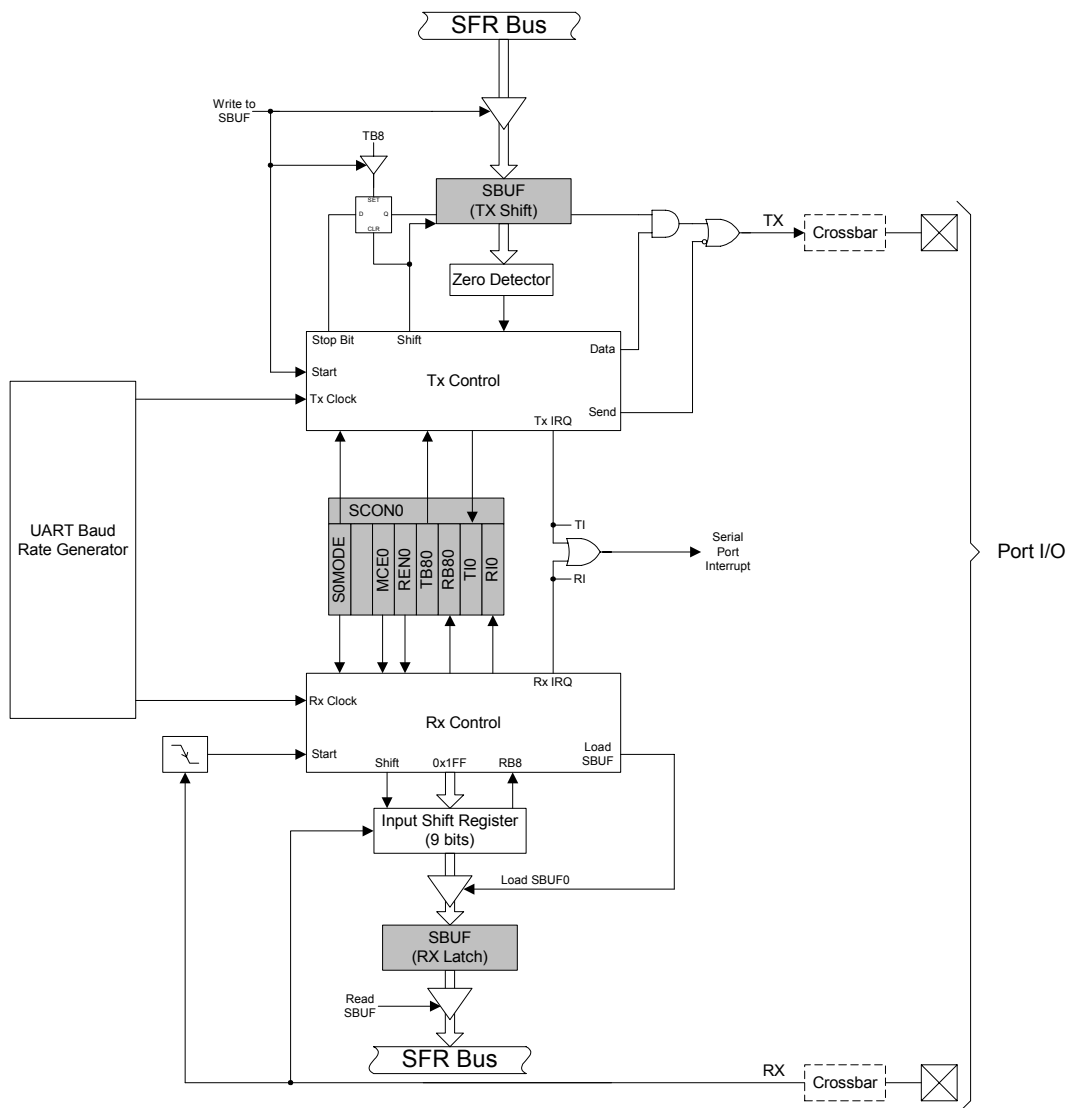 SFR Bus
Write to
SBUF
TB8
SET
D
Q
CLR
SBUF
(TX Shift)
TX
Crossbar
Zero Detector
Stop Bit
Shift
Data
Start
Tx Control
Tx Clock
Send
Tx IRQ
UART Baud
Rate Generator
SCON0
S0MODE
MCE0
REN0
TB80
RB80
TI0
RI0
TI
RI
Serial
Port
Interrupt
Port I/O
Rx IRQ
Rx Clock
Rx Control
Start
Load
SBUF
Shift
0x1FF
RB8
Input Shift Register
(9 bits)
Load SBUF0
SBUF
(RX Latch)
Read
SBUF
SFR Bus
RX
Crossbar